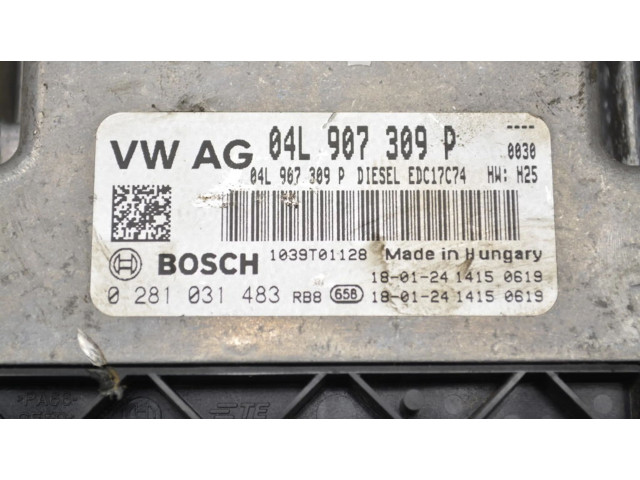 VW AG 04L 907 309 P ----
0030
04L 907 309 P DIESEL EDC17C74 HW: H25
1039T01128 Made in Hungary
BOSCH 18-01-24 1415 0619
0 281 031 483 RB8 658 18-01-24 1415 0619
TE